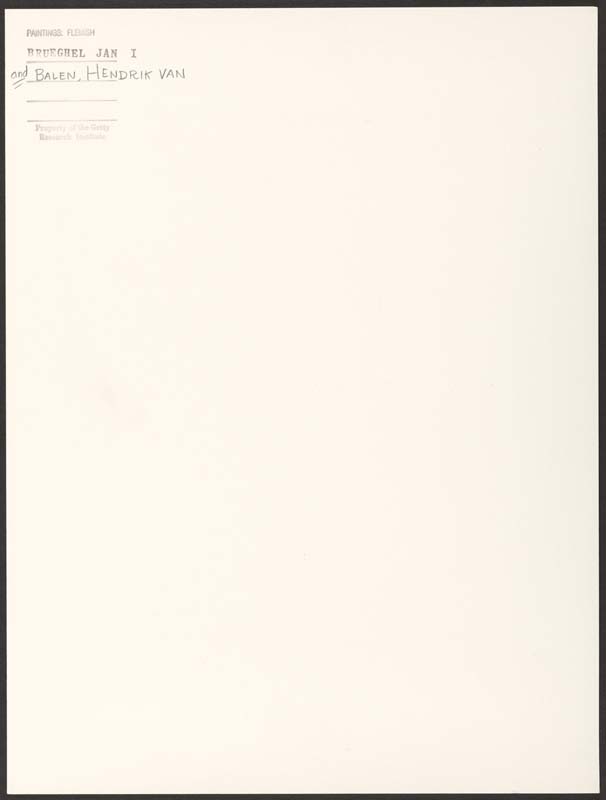 PAINTINGS: FLEMISH
BRUEGHEL JAN I
and BALEN, HENDRIK VAN
Property of the Getty
Research Institute